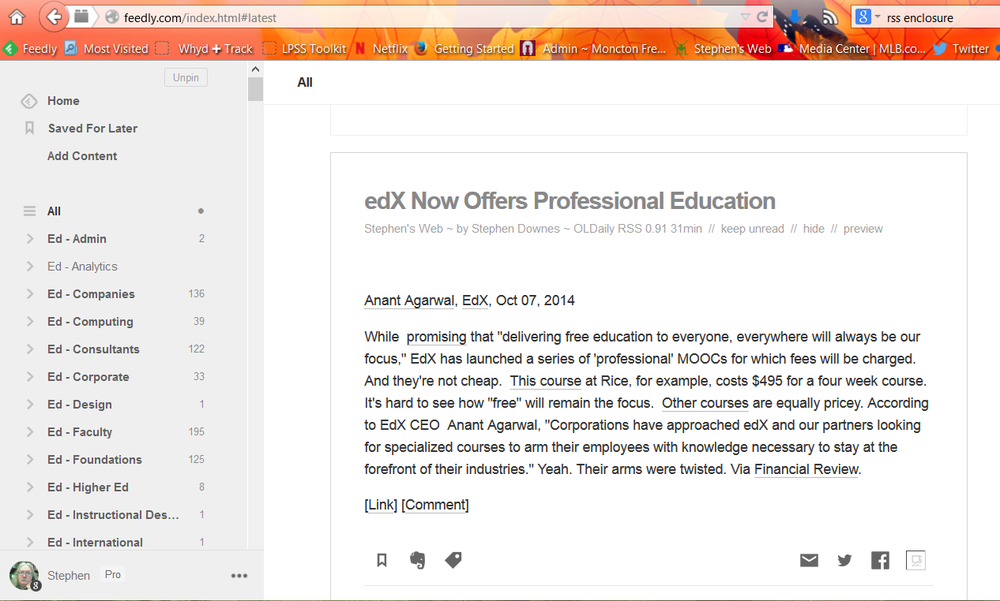 feedly.com/index.html#latest
rss enclosure
Feedly Most Visited Whyd ✚ Track LPSS Toolkit Netflix Getting Started Admin ~ Moncton Fre... Stephen's Web Media Center | MLB.co... Twitter
Unpin
Home
Saved For Later
Add Content
All
Ed - Admin 2
Ed - Analytics
Ed - Companies 136
Ed - Computing 39
Ed - Consultants 122
Ed - Corporate 33
Ed - Design 1
Ed - Faculty 195
Ed - Foundations 125
Ed - Higher Ed 8
Ed - Instructional Des... 1
Ed - International 1
Stephen Pro
All
edX Now Offers Professional Education
Stephen's Web ~ by Stephen Downes ~ OLDaily RSS 0.91 31min // keep unread // hide // preview
Anant Agarwal, EdX, Oct 07, 2014
While promising that "delivering free education to everyone, everywhere will always be our
focus," EdX has launched a series of 'professional' MOOCs for which fees will be charged.
And they're not cheap. This course at Rice, for example, costs $495 for a four week course.
It's hard to see how "free" will remain the focus. Other courses are equally pricey. According
to EdX CEO Anant Agarwal, "Corporations have approached edX and our partners looking
for specialized courses to arm their employees with knowledge necessary to stay at the
forefront of their industries." Yeah. Their arms were twisted. Via Financial Review.
[Link] [Comment]